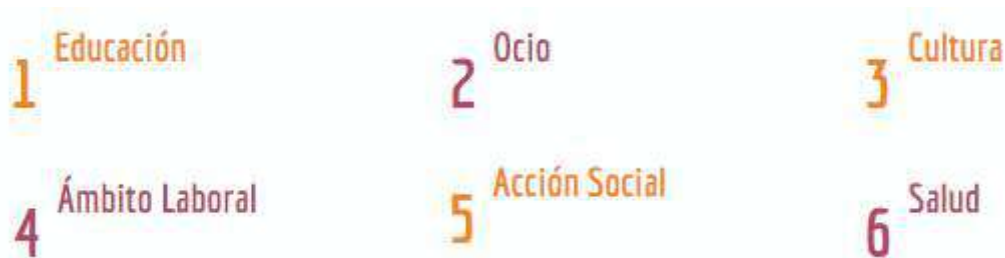 1 Educación
2 Ocio
3 Cultura
4 Ámbito Laboral
5 Acción Social
6 Salud